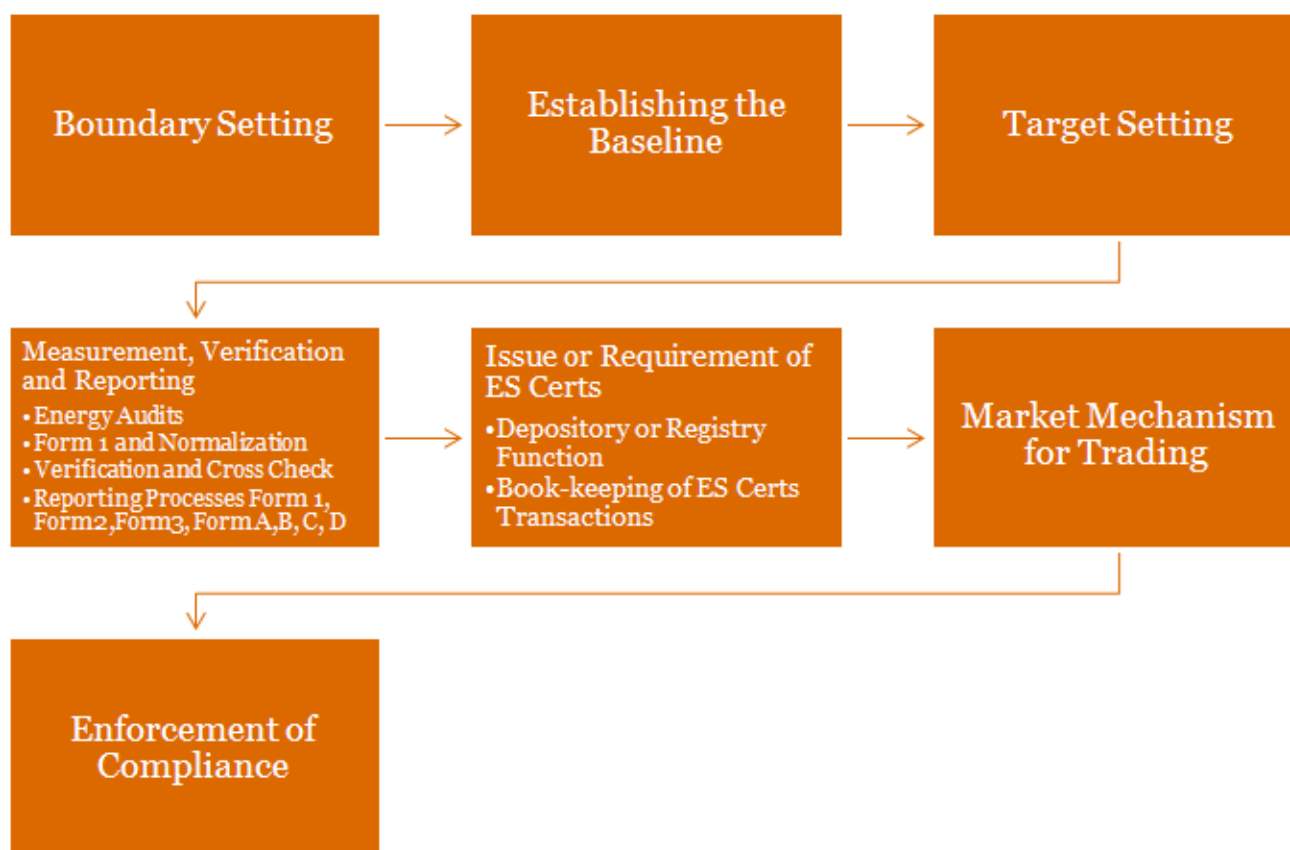 Boundary Setting
Establishing the
Baseline
Target Setting
Measurement, Verification
and Reporting
•Energy Audits
•Form 1 and Normalization
•Verification and Cross Check
•Reporting Processes Form 1,
Form2,Form3, FormA,B, C, D
Issue or Requirement of
ES Certs
•Depository or Registry
Function
•Book-keeping of ES Certs
Transactions
Market Mechanism
for Trading
Enforcement of
Compliance